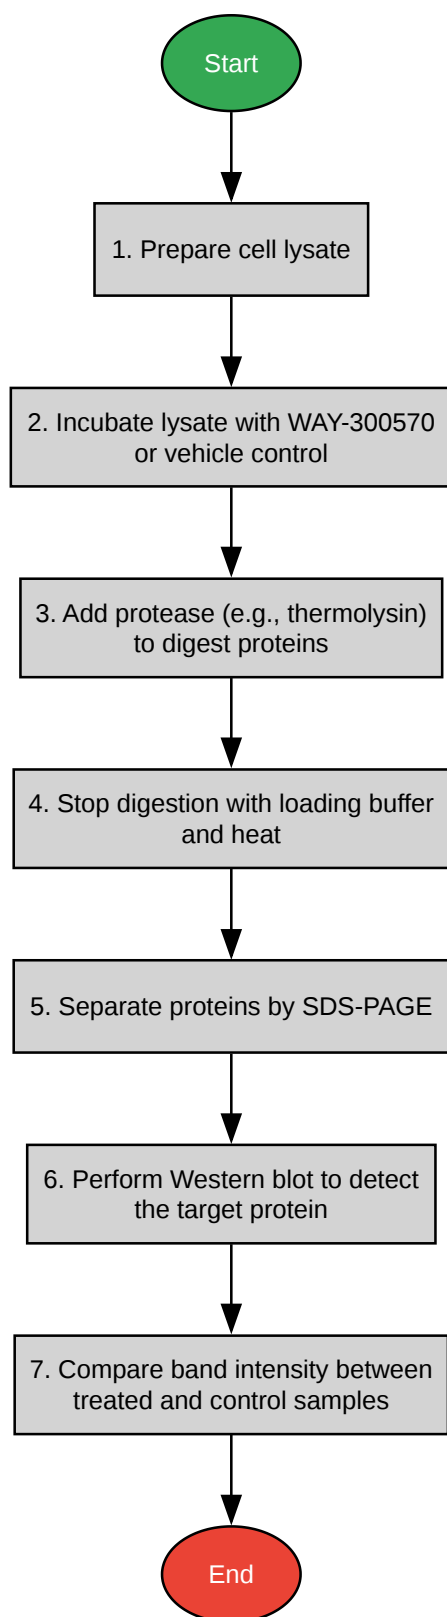 Start
1. Prepare cell lysate
2. Incubate lysate with WAY-300570
or vehicle control
3. Add protease (e.g., thermolysin)
to digest proteins
4. Stop digestion with loading buffer
and heat
5. Separate proteins by SDS-PAGE
6. Perform Western blot to detect
the target protein
7. Compare band intensity between
treated and control samples
End